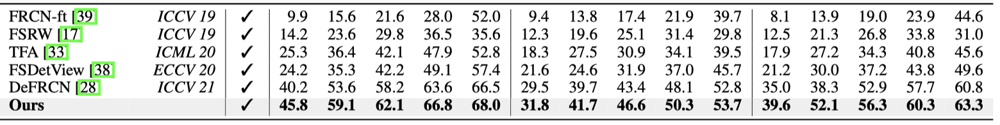 FRCN-ft [39] ICCV 19 ✓ 9.9 15.6 21.6 28.0 52.0 9.4 13.8 17.4 21.9 39.7 8.1 13.9 19.0 23.9 44.6
FSRW [17] ICCV 19 ✓ 14.2 23.6 29.8 36.5 35.6 12.3 19.6 25.1 31.4 29.8 12.5 21.3 26.8 33.8 31.0
TFA [33] ICML 20 ✓ 25.3 36.4 42.1 47.9 52.8 18.3 27.5 30.9 34.1 39.5 17.9 27.2 34.3 40.8 45.6
FSDetView [38] ECCV 20 ✓ 24.2 35.3 42.2 49.1 57.4 21.6 24.6 31.9 37.0 45.7 21.2 30.0 37.2 43.8 49.6
DeFRCN [28] ICCV 21 ✓ 40.2 53.6 58.2 63.6 66.5 29.5 39.7 43.4 48.1 52.8 35.0 38.3 52.9 57.7 60.8
Ours ✓ 45.8 59.1 62.1 66.8 68.0 31.8 41.7 46.6 50.3 53.7 39.6 52.1 56.3 60.3 63.3